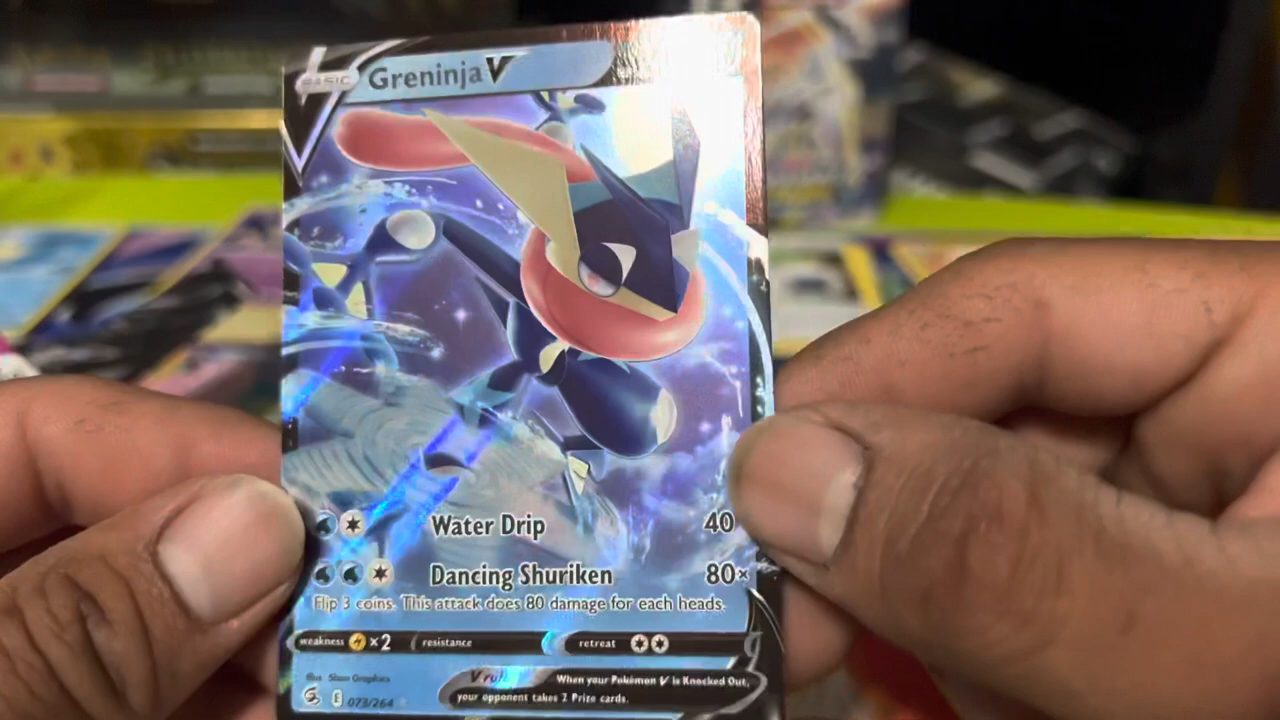 BASIC
Greninja V
Water Drip 40
Dancing Shuriken 80×
Flip 3 coins. This attack does 80 damage for each heads.
weakness ×2 resistance retreat
Illus. 5ban Graphics
V rule When your Pokémon V is Knocked Out,
your opponent takes 2 Prize cards.
E 073/264